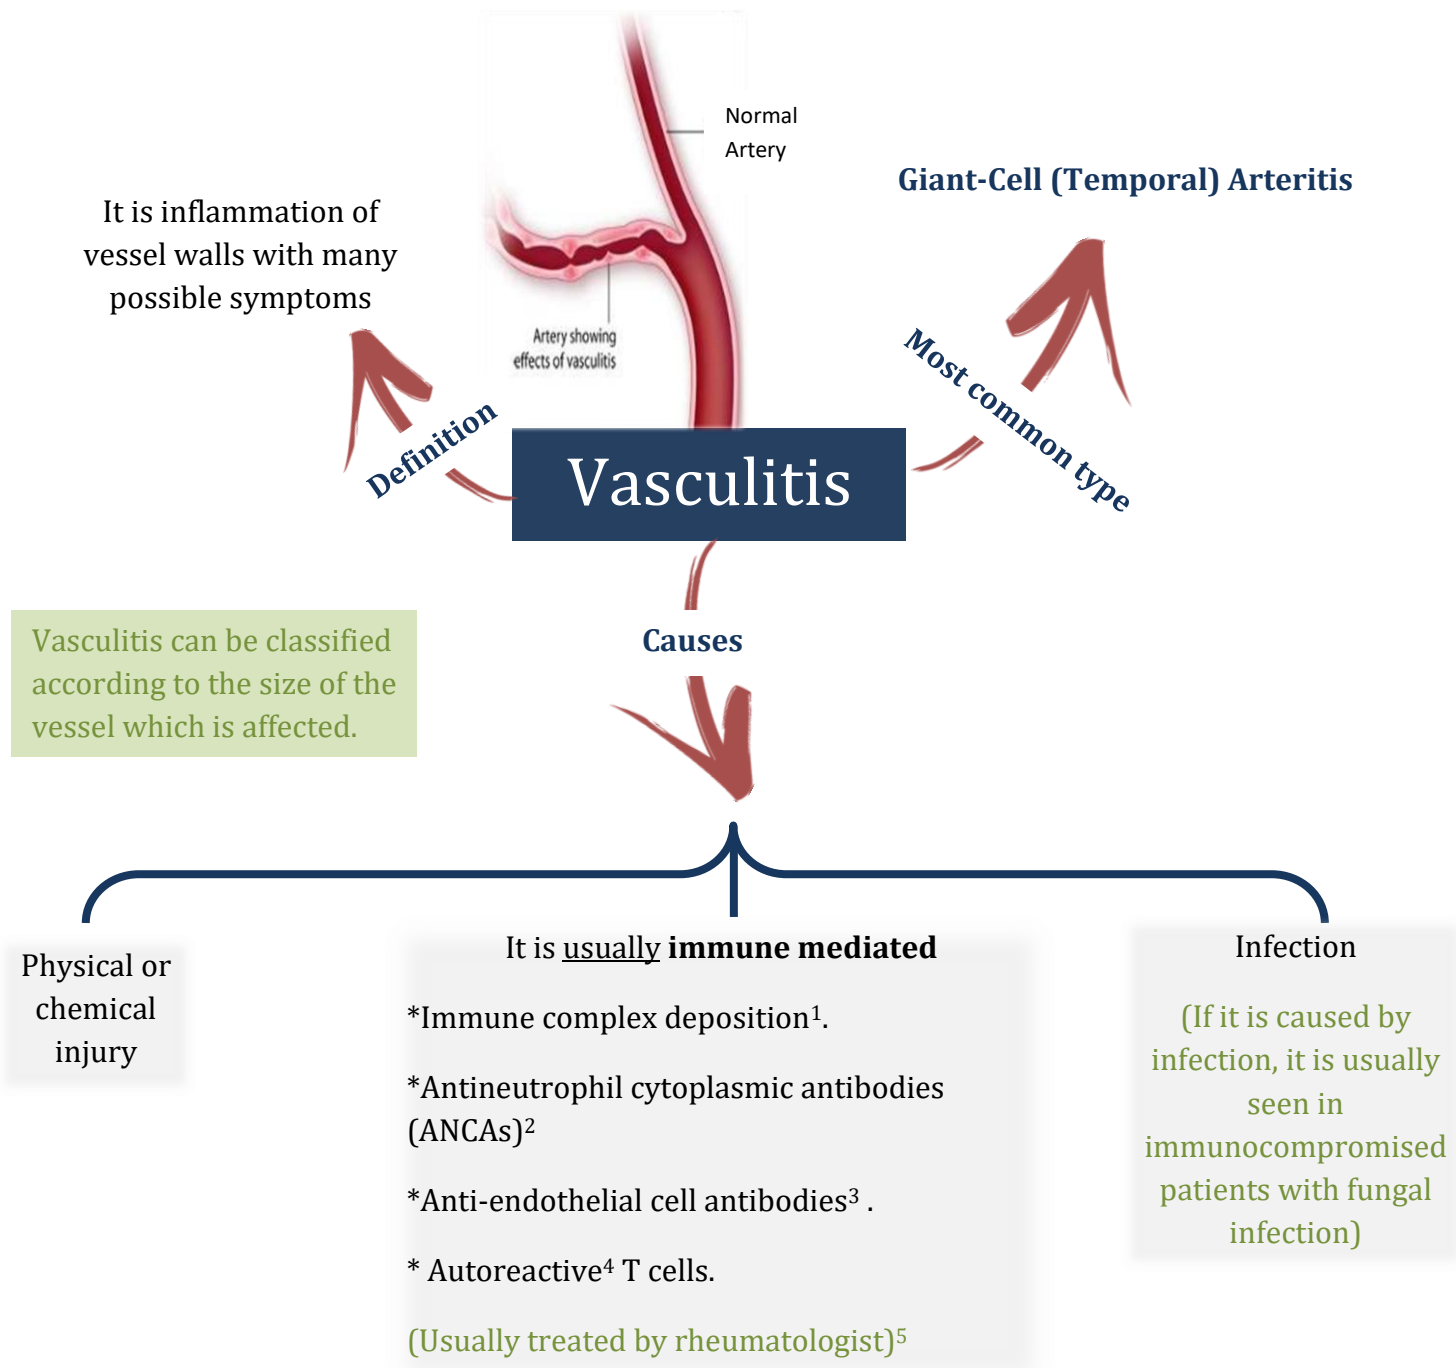 Normal
Artery
Giant-Cell (Temporal) Arteritis
It is inflammation of
vessel walls with many
possible symptoms
Artery showing
effects of vasculitis
Definition
Most common type
Vasculitis
Causes
Vasculitis can be classified
according to the size of the
vessel which is affected.
Physical or
chemical
injury
It is usually immune mediated
*Immune complex deposition¹.
*Antineutrophil cytoplasmic antibodies
(ANCAs)²
*Anti-endothelial cell antibodies³ .
* Autoreactive⁴ T cells.
(Usually treated by rheumatologist)⁵
Infection
(If it is caused by
infection, it is usually
seen in
immunocompromised
patients with fungal
infection)